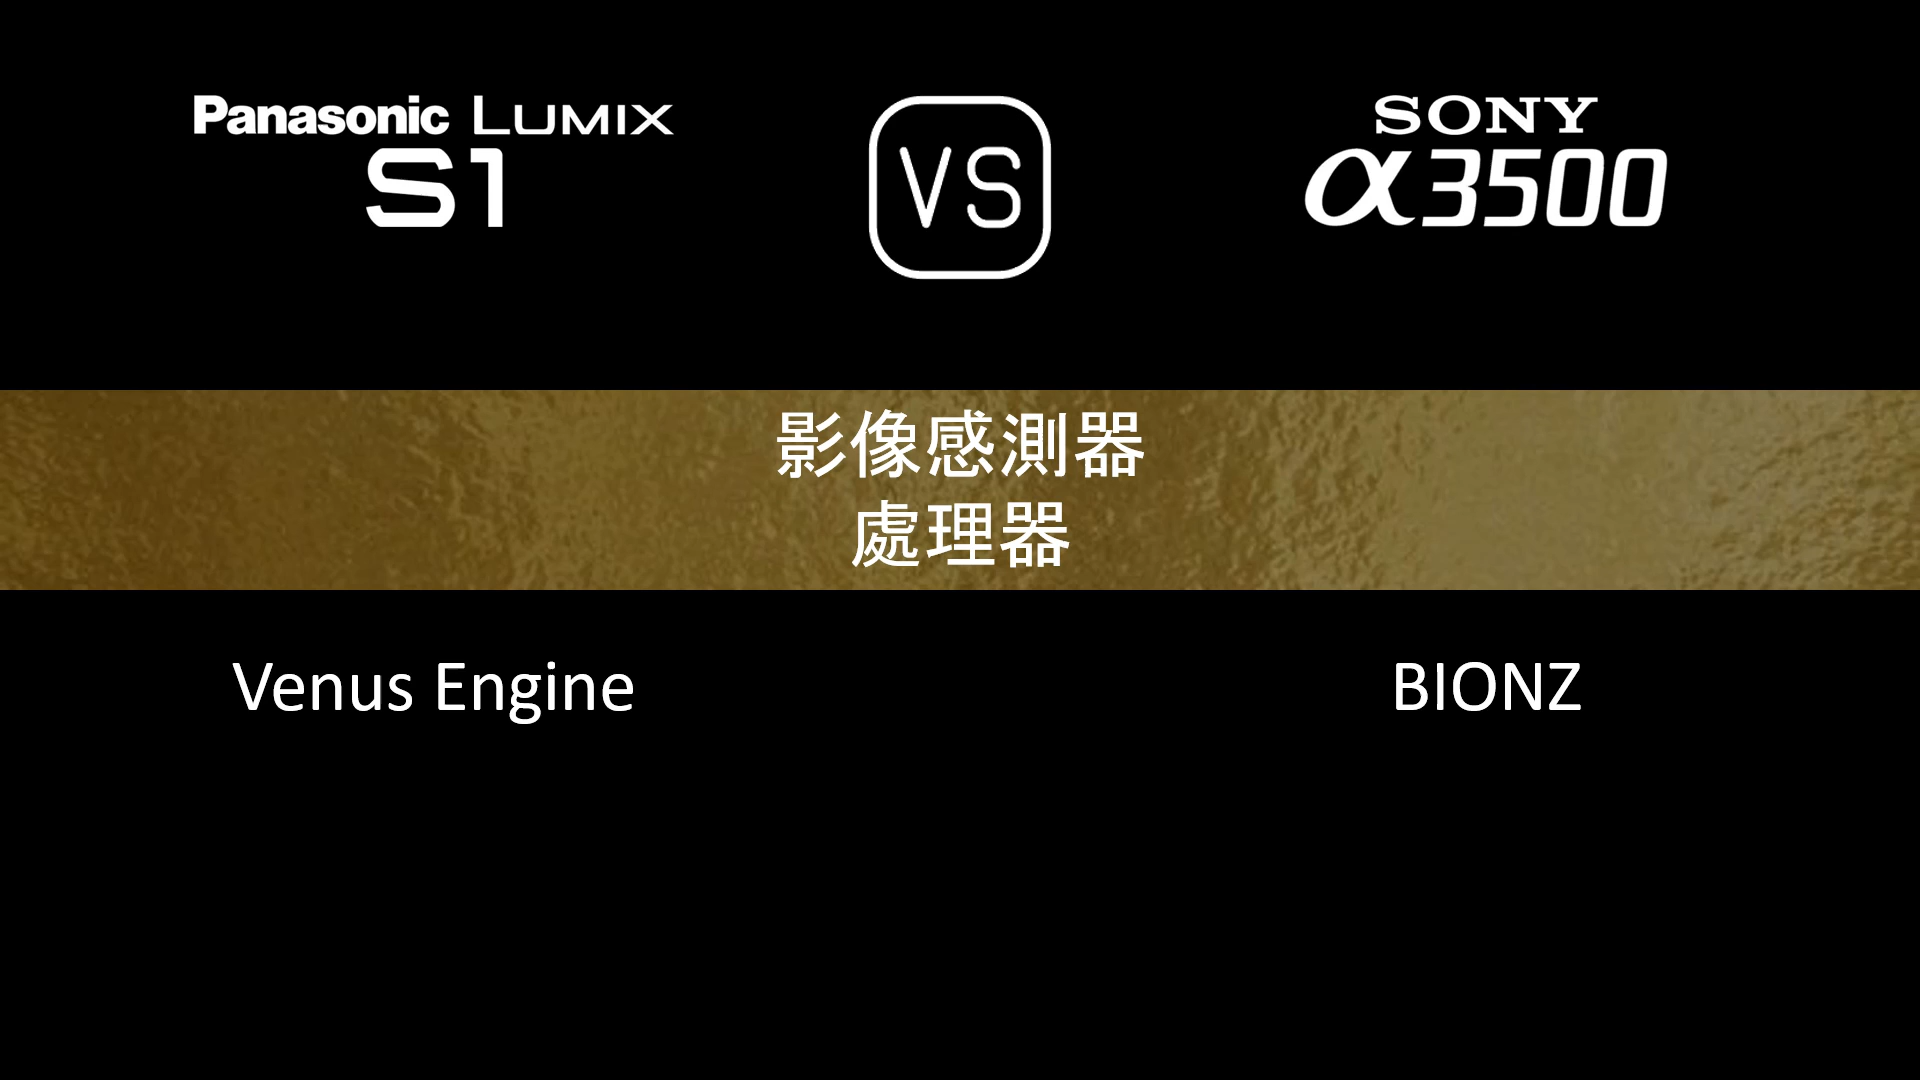 Panasonic LUMIX
S1
VS
SONY
α3500
影像感測器
處理器
Venus Engine
BIONZ